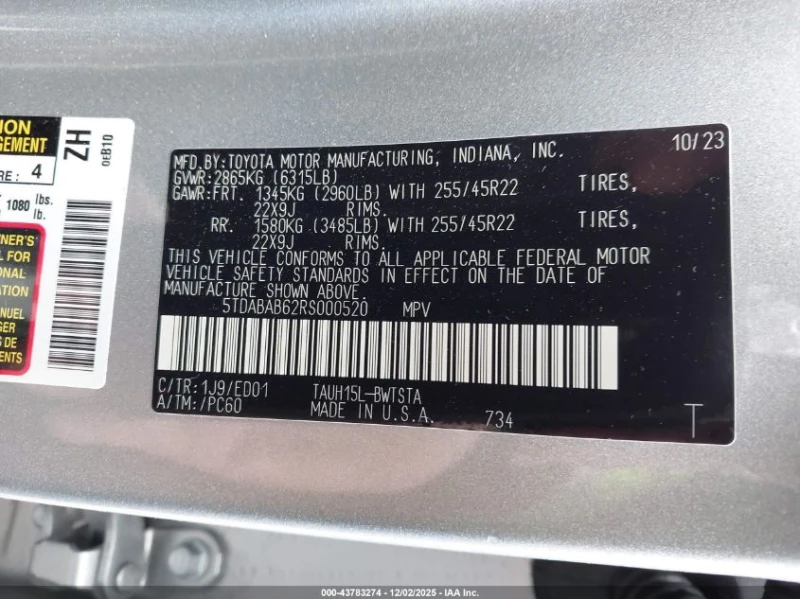 ION
GEMENT
RE: 4
1080 lbs.
lb.
NER'S
L FOR
ONAL
ATION
NUEL
GER
S DE
MENTS
ZH
0EB10
MFD.BY:TOYOTA MOTOR MANUFACTURING, INDIANA, INC. 10/23
GVWR:2865KG (6315LB)
GAWR:FRT. 1345KG (2960LB) WITH 255/45R22 TIRES,
22X9J RIMS.
RR. 1580KG (3485LB) WITH 255/45R22 TIRES,
22X9J RIMS.
THIS VEHICLE CONFORMS TO ALL APPLICABLE FEDERAL MOTOR
VEHICLE SAFETY STANDARDS IN EFFECT ON THE DATE OF
MANUFACTURE SHOWN ABOVE.
5TDABAB62RS000520 MPV
C/TR:1J9/ED01 TAUH15L-BWTSTA
A/TM:/PC60 MADE IN U.S.A. 734 T
000-43783274 - 12/02/2025 - IAA Inc.